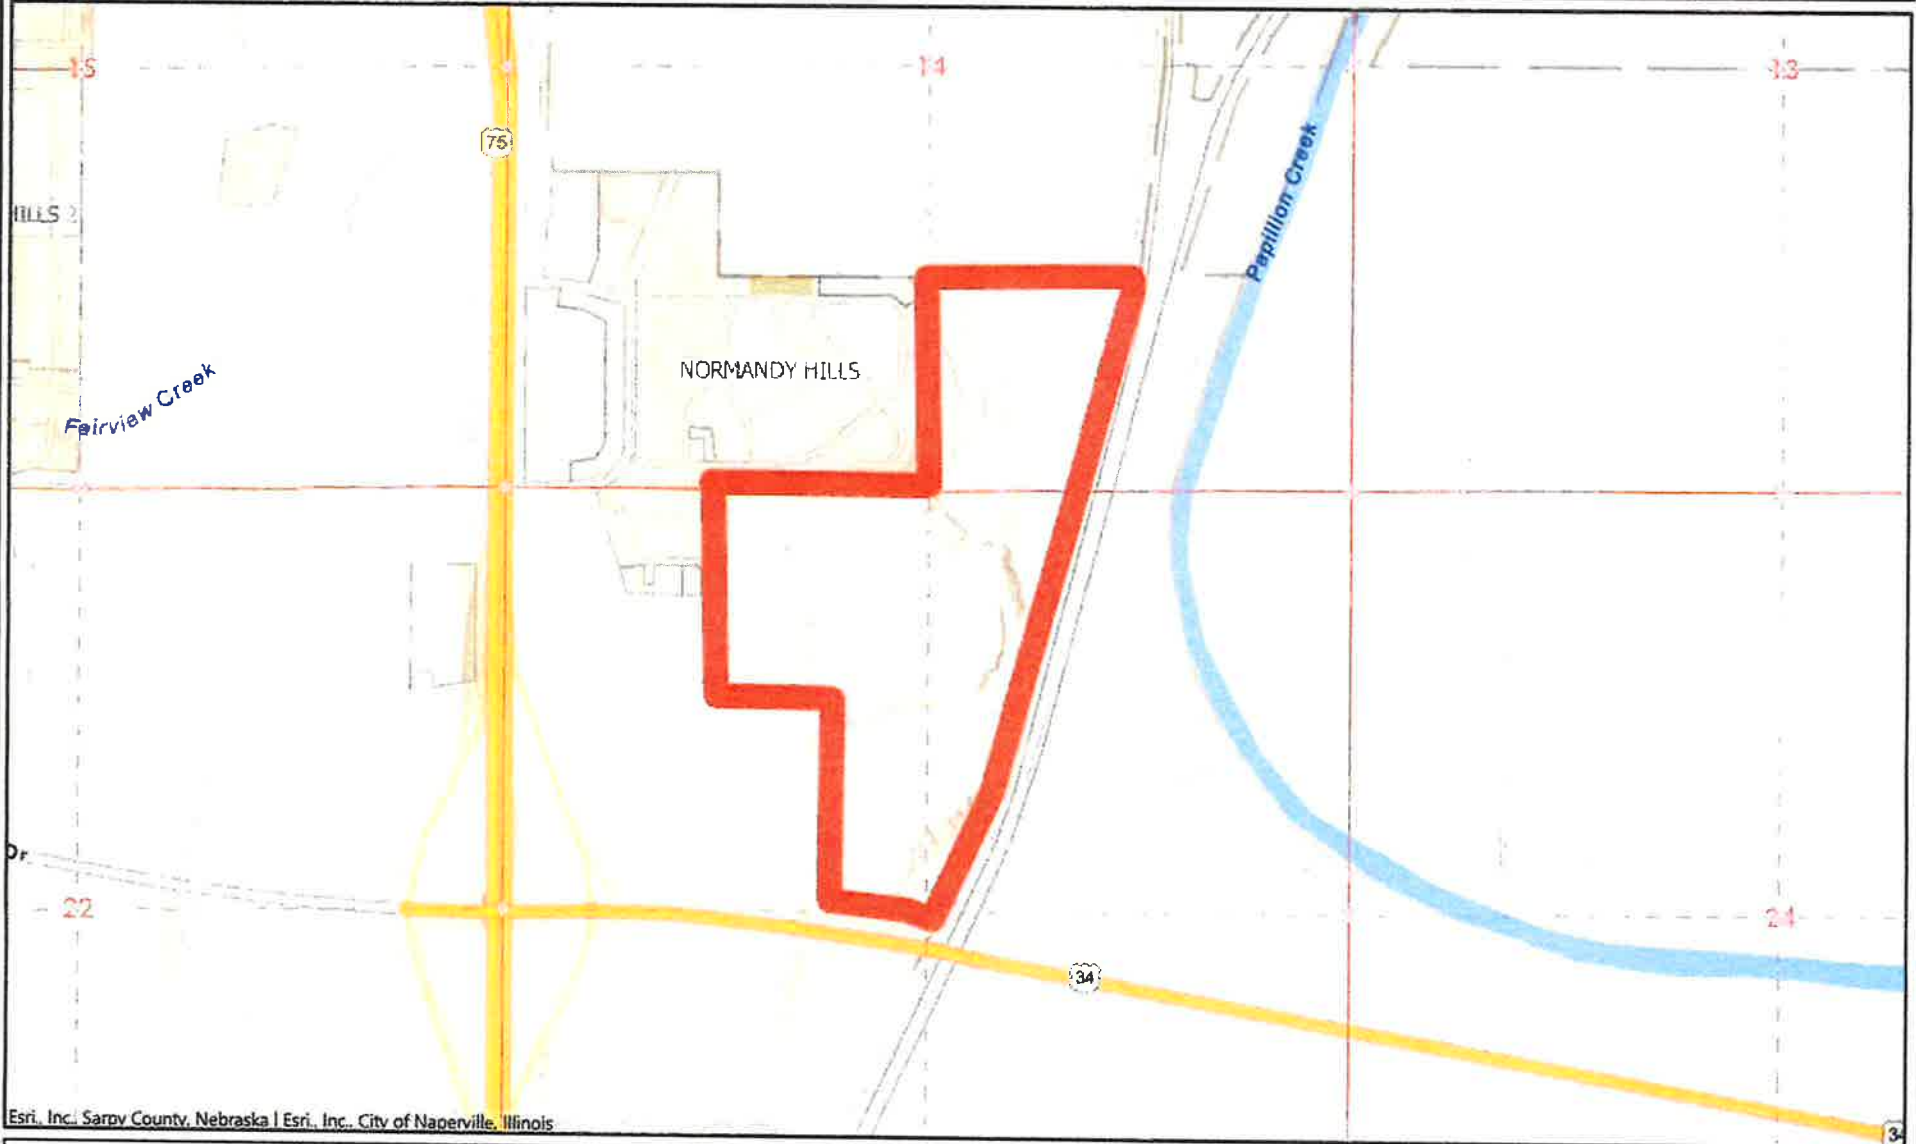 15
14
13
75
HILLS 2
Papillion Creek
NORMANDY HILLS
Fairview Creek
Dr
22
24
34
Esri., Inc., Sarpy County, Nebraska | Esri., Inc., City of Naperville, Illinois